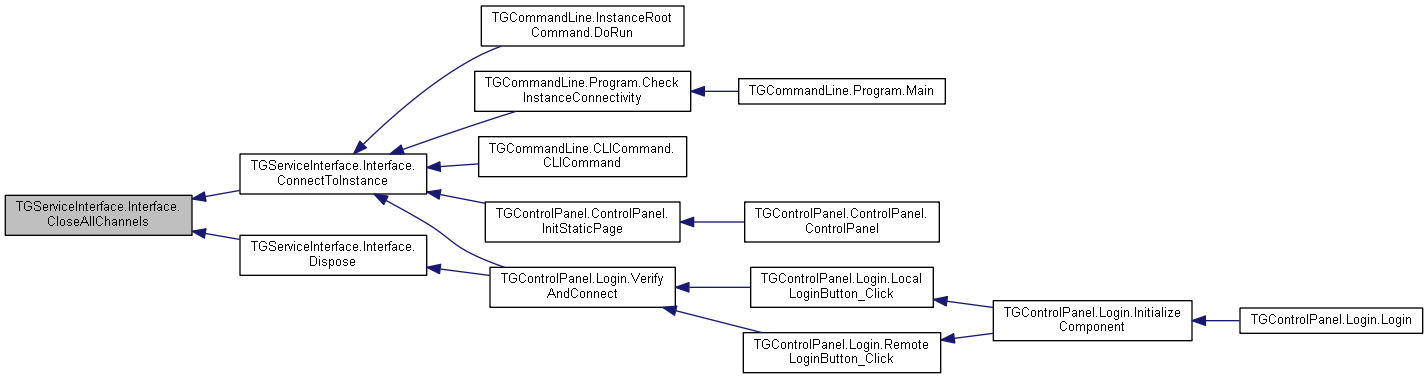 TGCommandLine.InstanceRoot
Command.DoRun
TGCommandLine.Program.Check
InstanceConnectivity
TGCommandLine.Program.Main
TGCommandLine.CLICommand.
CLICommand
TGServiceInterface.Interface.
ConnectToInstance
TGServiceInterface.Interface.
CloseAllChannels
TGControlPanel.ControlPanel.
InitStaticPage
TGControlPanel.ControlPanel.
ControlPanel
TGServiceInterface.Interface.
Dispose
TGControlPanel.Login.Verify
AndConnect
TGControlPanel.Login.Local
LoginButton_Click
TGControlPanel.Login.Initialize
Component
TGControlPanel.Login.Login
TGControlPanel.Login.Remote
LoginButton_Click